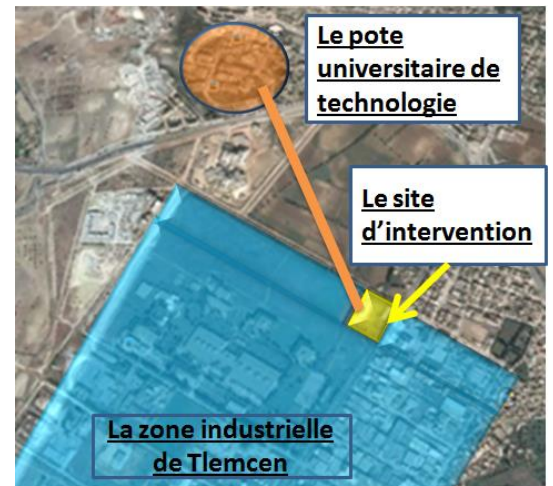 Le pote
universitaire de
technologie
Le site
d’intervention
La zone industrielle
de Tlemcen